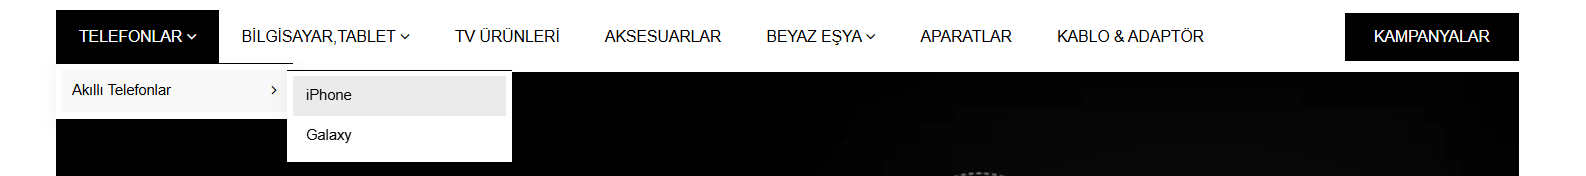 TELEFONLAR BİLGİSAYAR,TABLET TV ÜRÜNLERİ AKSESUARLAR BEYAZ EŞYA APARATLAR KABLO & ADAPTÖR KAMPANYALAR
Akıllı Telefonlar
iPhone
Galaxy